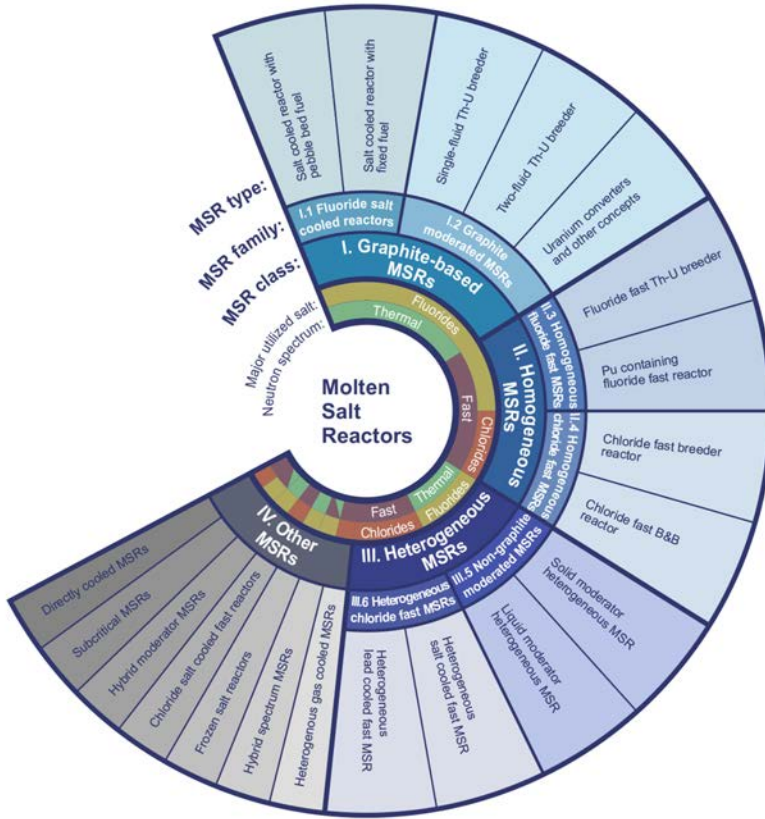 Molten
Salt
Reactors
MSR type:
MSR family:
MSR class:
Major utilized salt:
Neutron spectrum:
Salt cooled reactor with
pebble bed fuel
Salt cooled reactor with
fixed fuel
Single-fluid Th-U breeder
Two-fluid Th-U breeder
Uranium converters
and other concepts
Fluoride fast Th-U breeder
Pu containing
fluoride fast reactor
Chloride fast breeder
reactor
Chloride fast B&B
reactor
Solid moderator
heterogeneous MSR
Liquid moderator
heterogeneous MSR
Heterogeneous
salt cooled fast MSR
Heterogeneous
lead cooled fast MSR
Heterogenous gas cooled MSRs
Hybrid spectrum MSRs
Frozen salt reactors
Chloride salt cooled fast reactors
Hybrid moderator MSRs
Subcritical MSRs
Directly cooled MSRs
I.1 Fluoride salt
cooled reactors
I.2 Graphite
moderated MSRs
II.3 Homogeneous
fluoride fast MSRs
II.4 Homogeneous
chloride fast MSRs
III.5 Non-graphite
moderated MSRs
III.6 Heterogeneous
chloride fast MSRs
I. Graphite-based
MSRs
II. Homogeneous
MSRs
III. Heterogeneous
MSRs
IV. Other
MSRs
Fluorides
Chlorides
Fluorides
Chlorides
Thermal
Fast
Thermal
Fast